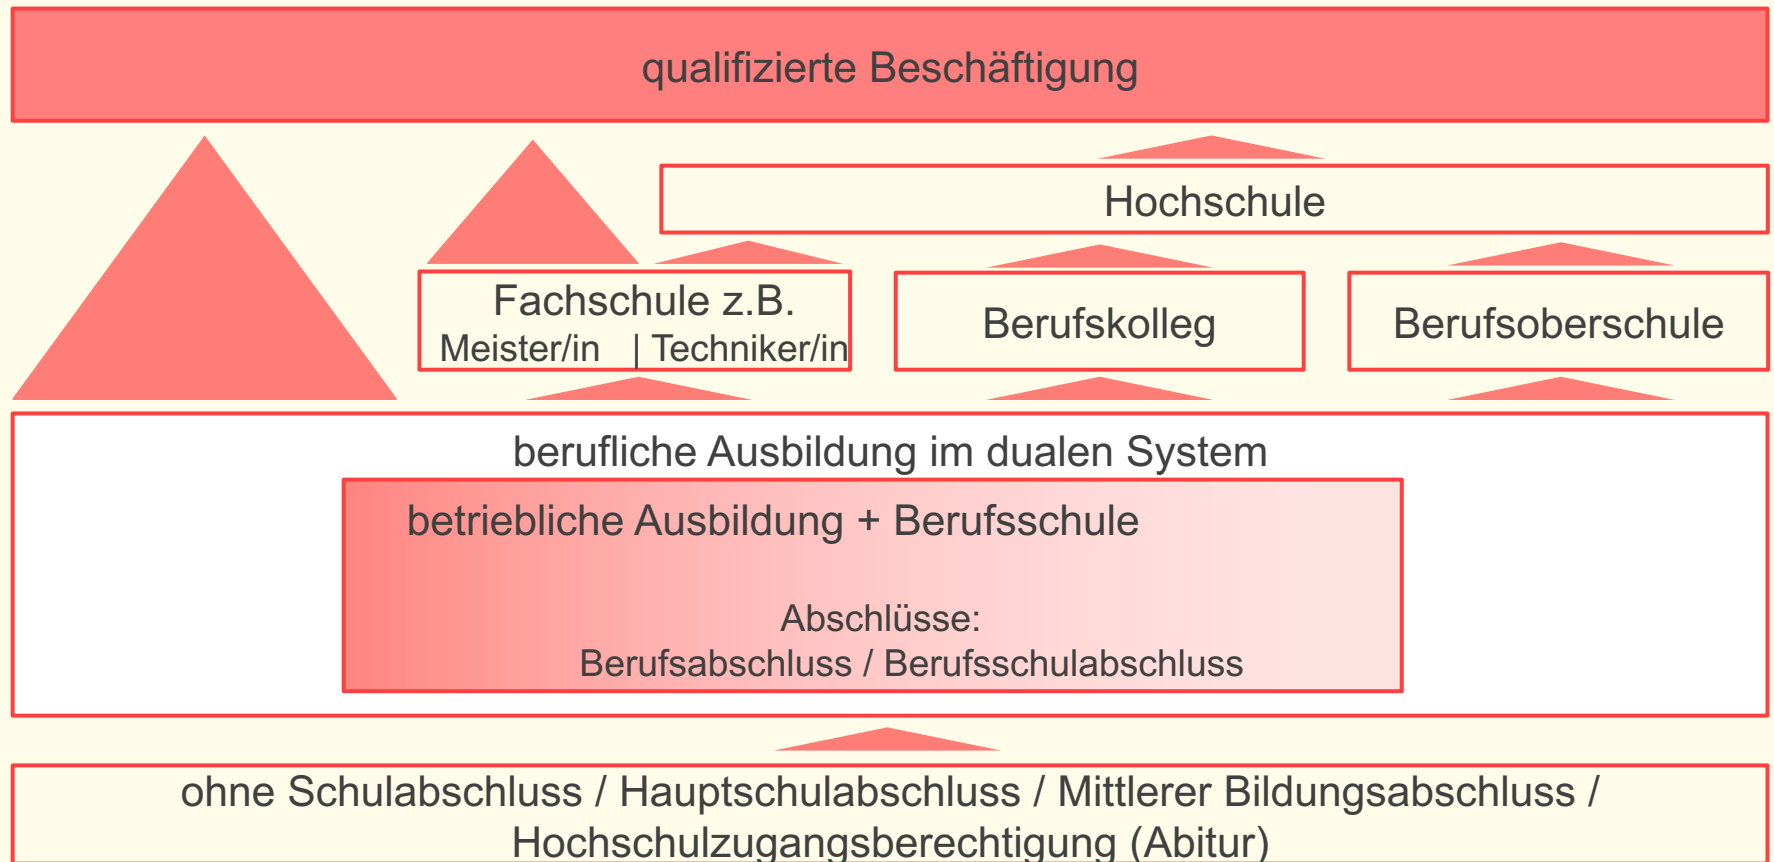 qualifizierte Beschäftigung
Hochschule
Fachschule z.B.
Meister/in | Techniker/in
Berufskolleg
Berufsoberschule
berufliche Ausbildung im dualen System
betriebliche Ausbildung + Berufsschule
Abschlüsse:
Berufsabschluss / Berufsschulabschluss
ohne Schulabschluss / Hauptschulabschluss / Mittlerer Bildungsabschluss /
Hochschulzugangsberechtigung (Abitur)